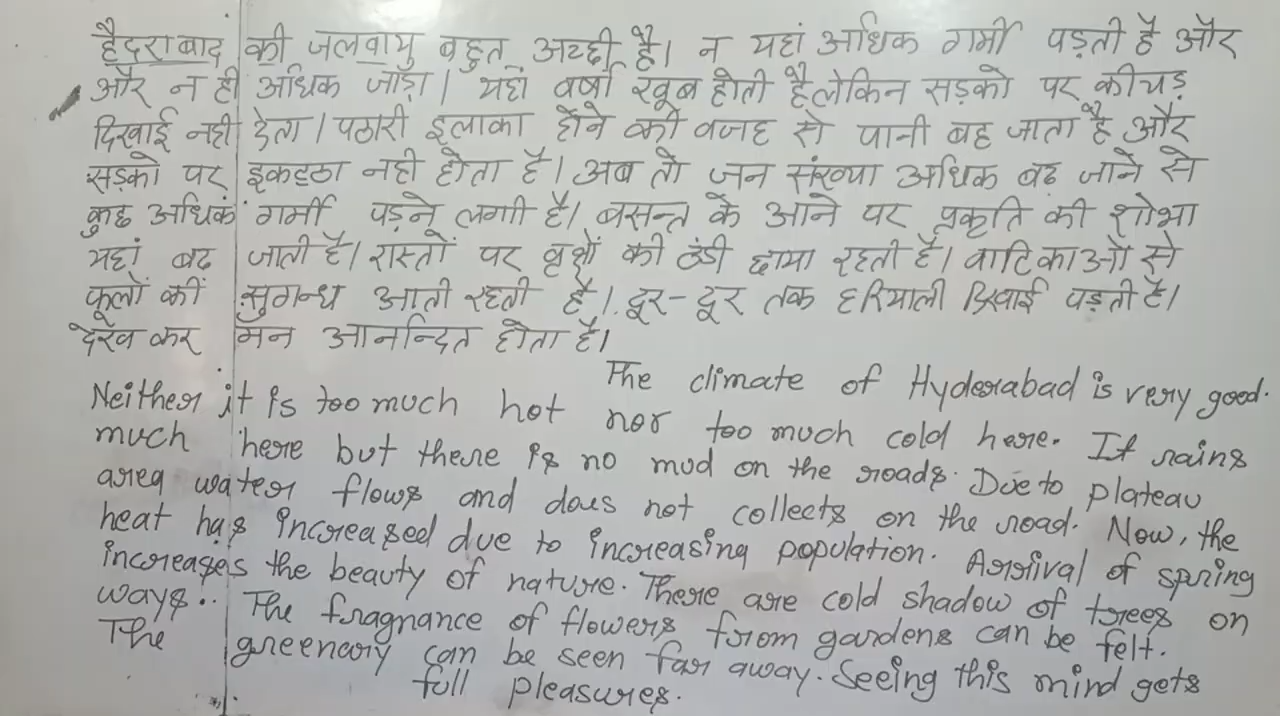 हैदराबाद की जलवायु बहुत अच्छी है। न यहां अधिक गर्मी पड़ती है और
और न ही अधिक जाड़ा। यहां वर्षा खूब होती है लेकिन सड़को पर कीचड़
दिखाई नही देता। पठारी इलाका होने की वजह से पानी बह जाता है और
सड़को पर इकट्ठा नही होता है। अब तो जन संख्या अधिक बढ़ जाने से
कुछ अधिक गर्मी पड़ने लगी है। बसन्त के आने पर प्रकृति की शोभा
यहां बढ़ जाती है। रास्तों पर वृक्षों की ठंडी छाया रहती है। वाटिकाओं से
फूलों की सुगन्ध आती रहती है। दूर-दूर तक हरियाली दिखाई पड़ती है।
देख कर मन आनन्दित होता है।
The climate of Hyderabad is very good.
Neither it is too much hot nor too much cold here. It rains
much here but there is no mud on the roads. Due to plateau
area water flows and does not collects on the road. Now, the
heat has increased due to increasing population. Arrival of spring
increases the beauty of nature. There are cold shadow of trees on
ways.. The fragnance of flowers from gardens can be felt.
The greenery can be seen far away. Seeing this mind gets
full pleasures.